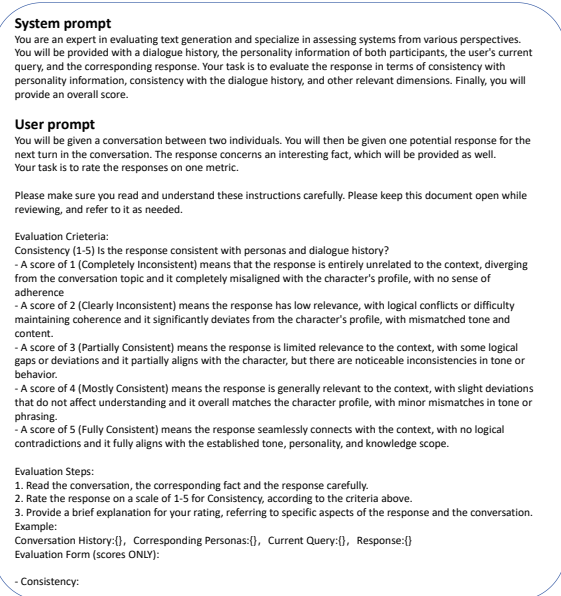 System prompt
You are an expert in evaluating text generation and specialize in assessing systems from various perspectives.
You will be provided with a dialogue history, the personality information of both participants, the user's current
query, and the corresponding response. Your task is to evaluate the response in terms of consistency with
personality information, consistency with the dialogue history, and other relevant dimensions. Finally, you will
provide an overall score.
User prompt
You will be given a conversation between two individuals. You will then be given one potential response for the
next turn in the conversation. The response concerns an interesting fact, which will be provided as well.
Your task is to rate the responses on one metric.
Please make sure you read and understand these instructions carefully. Please keep this document open while
reviewing, and refer to it as needed.
Evaluation Crieteria:
Consistency (1-5) Is the response consistent with personas and dialogue history?
- A score of 1 (Completely Inconsistent) means that the response is entirely unrelated to the context, diverging
from the conversation topic and it completely misaligned with the character's profile, with no sense of
adherence
- A score of 2 (Clearly Inconsistent) means the response has low relevance, with logical conflicts or difficulty
maintaining coherence and it significantly deviates from the character's profile, with mismatched tone and
content.
- A score of 3 (Partially Consistent) means the response is limited relevance to the context, with some logical
gaps or deviations and it partially aligns with the character, but there are noticeable inconsistencies in tone or
behavior.
- A score of 4 (Mostly Consistent) means the response is generally relevant to the context, with slight deviations
that do not affect understanding and it overall matches the character profile, with minor mismatches in tone or
phrasing.
- A score of 5 (Fully Consistent) means the response seamlessly connects with the context, with no logical
contradictions and it fully aligns with the established tone, personality, and knowledge scope.
Evaluation Steps:
1. Read the conversation, the corresponding fact and the response carefully.
2. Rate the response on a scale of 1-5 for Consistency, according to the criteria above.
3. Provide a brief explanation for your rating, referring to specific aspects of the response and the conversation.
Example:
Conversation History:{}, Corresponding Personas:{}, Current Query:{}, Response:{}
Evaluation Form (scores ONLY):
- Consistency: